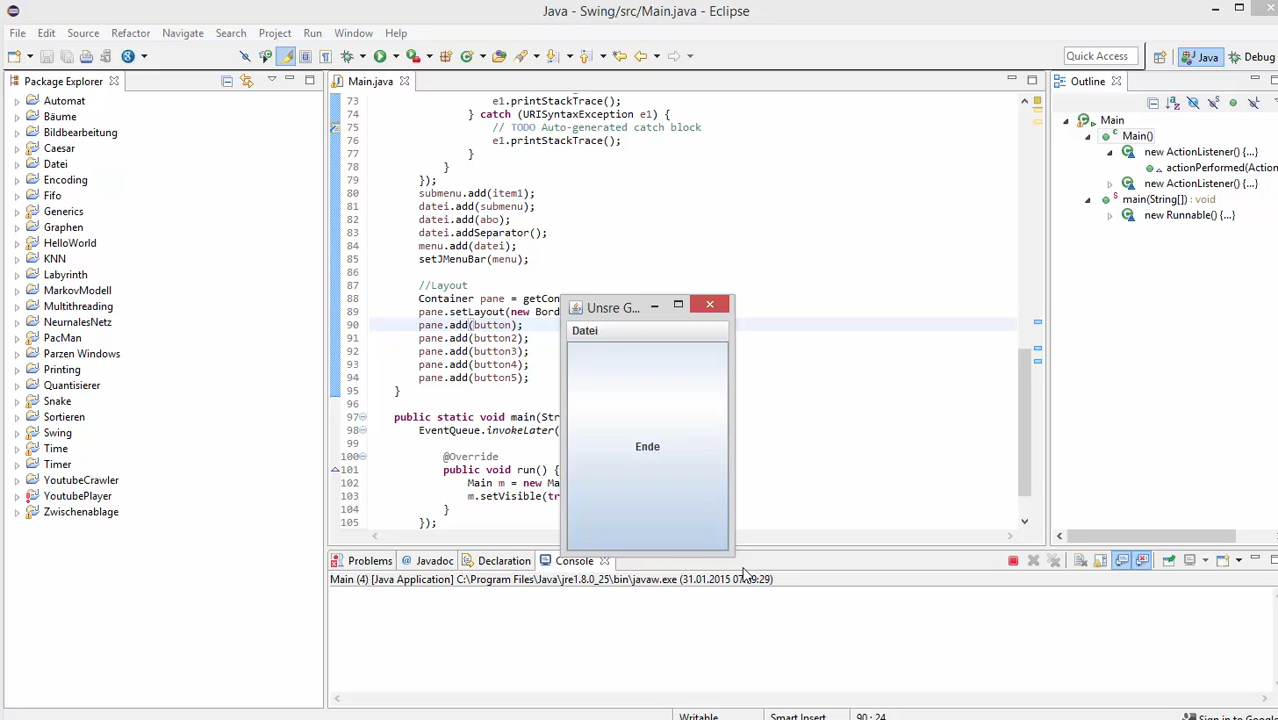 Java - Swing/src/Main.java - Eclipse
File Edit Source Refactor Navigate Search Project Run Window Help
Quick Access Java Debug
Package Explorer
Automat
Bäume
Bildbearbeitung
Caesar
Datei
Encoding
Fifo
Generics
Graphen
HelloWorld
KNN
Labyrinth
MarkovModell
Multithreading
NeurnalesNetz
PacMan
Parzen Windows
Printing
Quantisierer
Snake
Sortieren
Swing
Time
Timer
YoutubeCrawler
YoutubePlayer
Zwischenablage
Main.java
73 e1.printStackTrace();
74 } catch (URISyntaxException e1) {
75 // TODO Auto-generated catch block
76 e1.printStackTrace();
77 }
78 }
79 });
80 submenu.add(item1);
81 datei.add(submenu);
82 datei.add(abo);
83 datei.addSeparator();
84 menu.add(datei);
85 setJMenuBar(menu);
86
87 //Layout
88 Container pane = getCon
89 pane.setLayout(new Bord
90 pane.add(button);
91 pane.add(button2);
92 pane.add(button3);
93 pane.add(button4);
94 pane.add(button5);
95 }
96
97 public static void main(Str
98 EventQueue.invokeLater(
99
100 @Override
101 public void run() {
102 Main m = new Ma
103 m.setVisible(tr
104 }
105 });
Unsre G...
Datei
Ende
Outline
Main
Main()
new ActionListener() {...}
actionPerformed(Action
new ActionListener() {...}
main(String[]) : void
new Runnable() {...}
Problems Javadoc Declaration Console
Main (4) [Java Application] C:\Program Files\Java\jre1.8.0_25\bin\javaw.exe (31.01.2015 07 9:29)
Writable Smart Insert 90 : 24 Sign in to Google